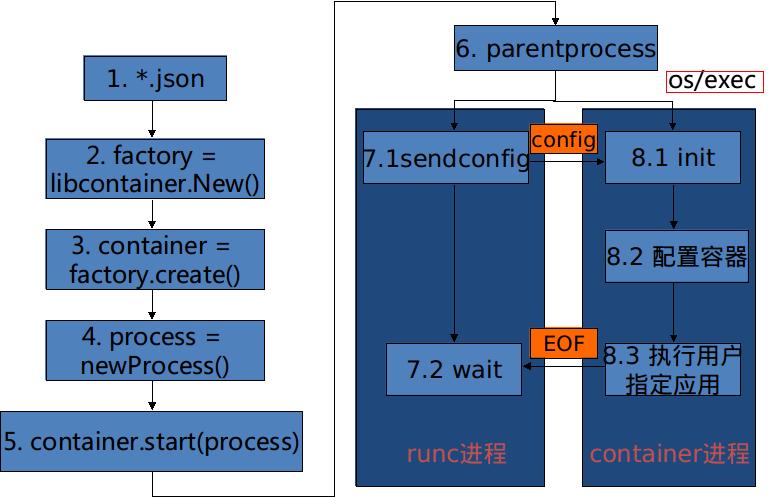 1. *.json
2. factory =
libcontainer.New()
3. container =
factory.create()
4. process =
newProcess()
5. container.start(process)
6. parentprocess
os/exec
7.1sendconfig
config
8.1 init
8.2 配置容器
7.2 wait
EOF
8.3 执行用户
指定应用
runc进程
container进程